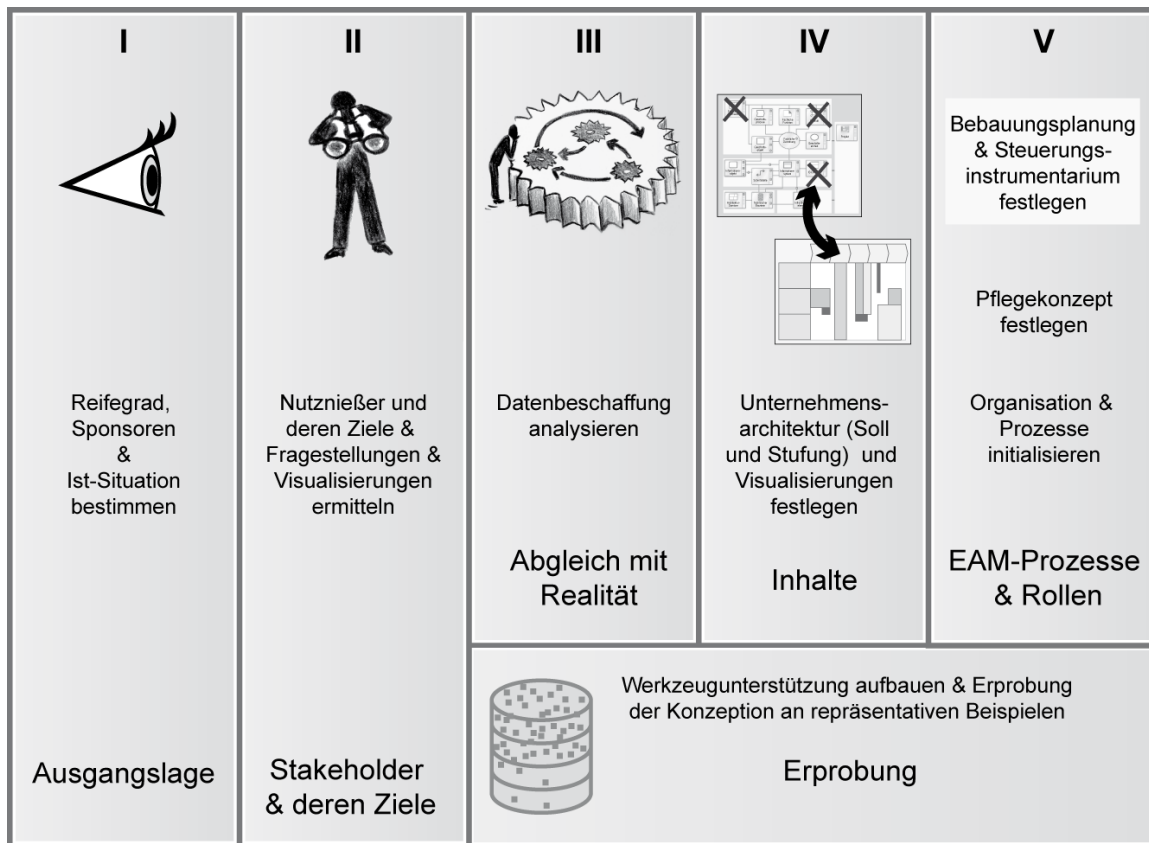 I
Reifegrad,
Sponsoren
&
Ist-Situation
bestimmen
Ausgangslage
II
Nutznießer und
deren Ziele &
Fragestellungen &
Visualisierungen
ermitteln
Stakeholder
& deren Ziele
III
Datenbeschaffung
analysieren
Abgleich mit
Realität
IV
Unternehmens-
architektur (Soll
und Stufung) und
Visualisierungen
festlegen
Inhalte
V
Bebauungsplanung
& Steuerungs-
instrumentarium
festlegen
Pflegekonzept
festlegen
Organisation &
Prozesse
initialisieren
EAM-Prozesse
& Rollen
Werkzeugunterstützung aufbauen & Erprobung
der Konzeption an repräsentativen Beispielen
Erprobung